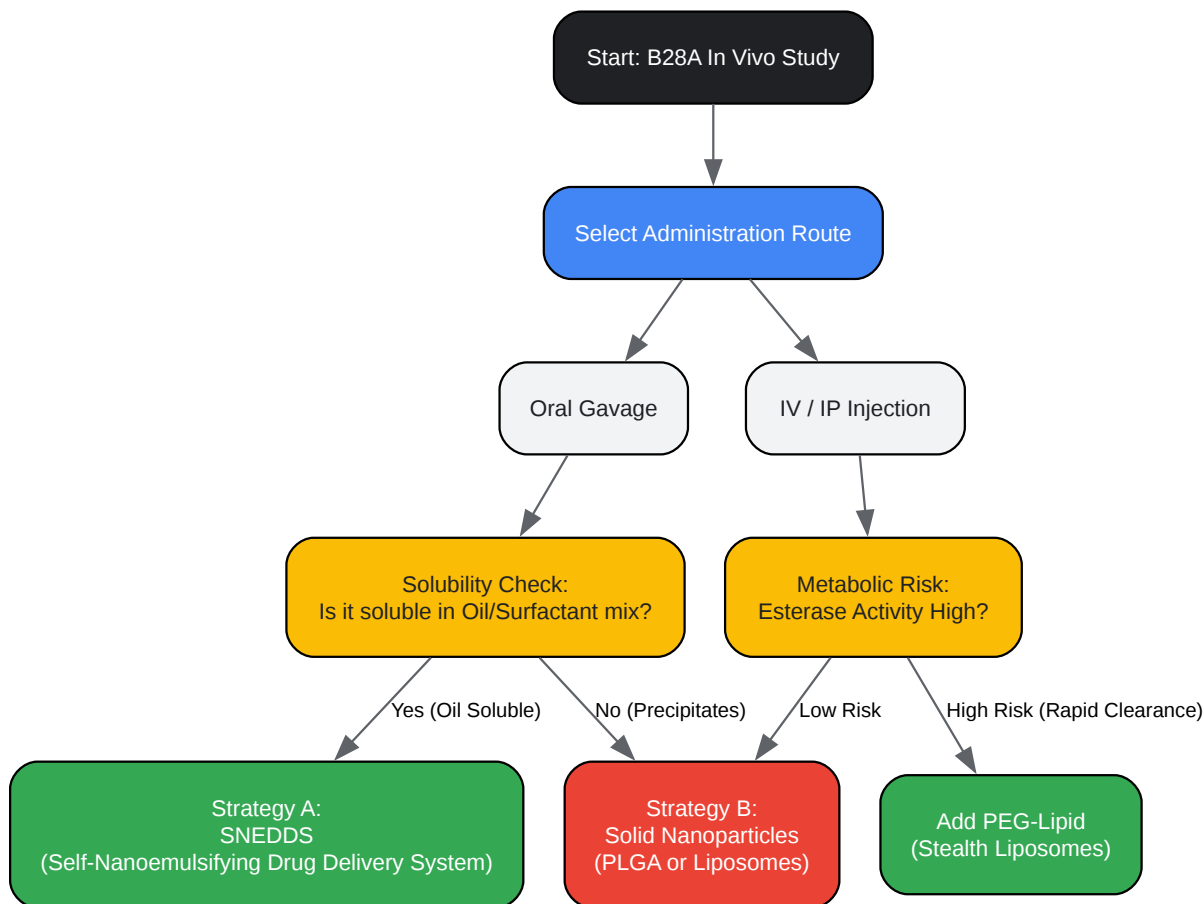 Start: B28A In Vivo Study
Select Administration Route
Oral Gavage
IV / IP Injection
Solubility Check:
Is it soluble in Oil/Surfactant mix?
Metabolic Risk:
Esterase Activity High?
Yes (Oil Soluble)
No (Precipitates)
Low Risk
High Risk (Rapid Clearance)
Strategy A:
SNEDDS
(Self-Nanoemulsifying Drug Delivery System)
Strategy B:
Solid Nanoparticles
(PLGA or Liposomes)
Add PEG-Lipid
(Stealth Liposomes)